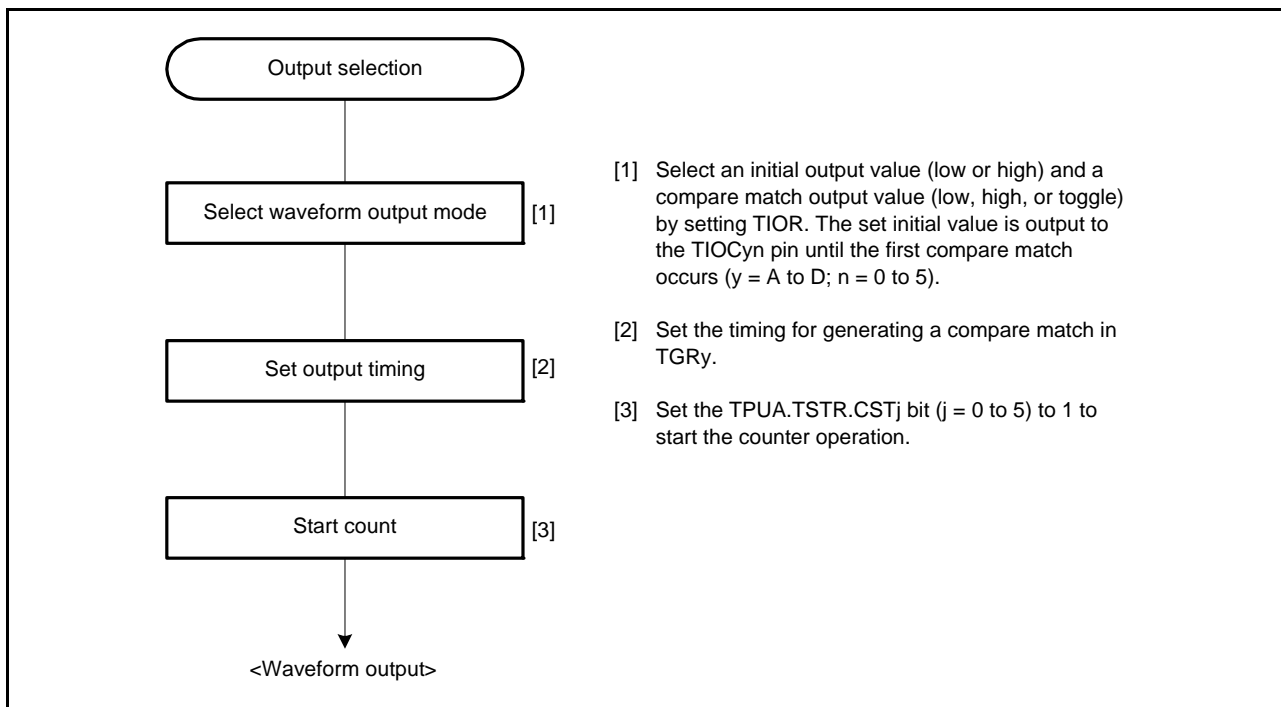 Output selection
Select waveform output mode
[1]
Set output timing
[2]
Start count
[3]
<Waveform output>
[1] Select an initial output value (low or high) and a
compare match output value (low, high, or toggle)
by setting TIOR. The set initial value is output to
the TIOCyn pin until the first compare match
occurs (y = A to D; n = 0 to 5).
[2] Set the timing for generating a compare match in
TGRy.
[3] Set the TPUA.TSTR.CSTj bit (j = 0 to 5) to 1 to
start the counter operation.